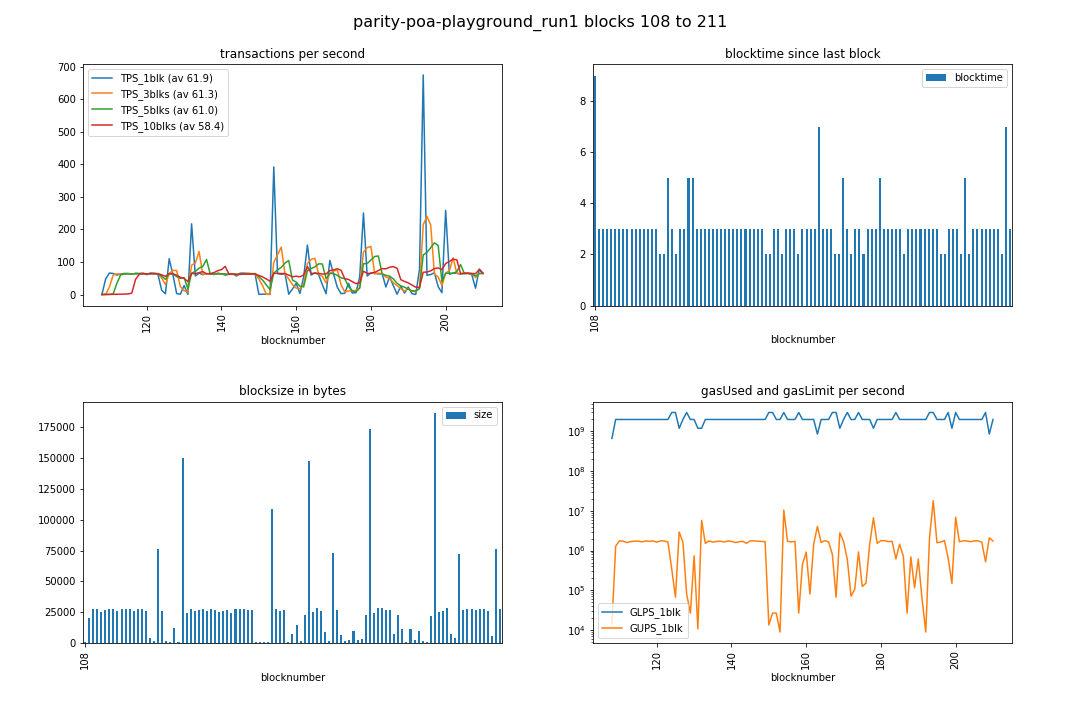 parity-poa-playground_run1 blocks 108 to 211
transactions per second
700
600
500
400
300
200
100
0
TPS_1blk (av 61.9)
TPS_3blks (av 61.3)
TPS_5blks (av 61.0)
TPS_10blks (av 58.4)
120
140
160
180
200
blocknumber
blocktime since last block
8
6
4
2
0
blocktime
108
blocknumber
blocksize in bytes
175000
150000
125000
100000
75000
50000
25000
0
size
108
blocknumber
gasUsed and gasLimit per second
10⁹
10⁸
10⁷
10⁶
10⁵
10⁴
GLPS_1blk
GUPS_1blk
120
140
160
180
200
blocknumber